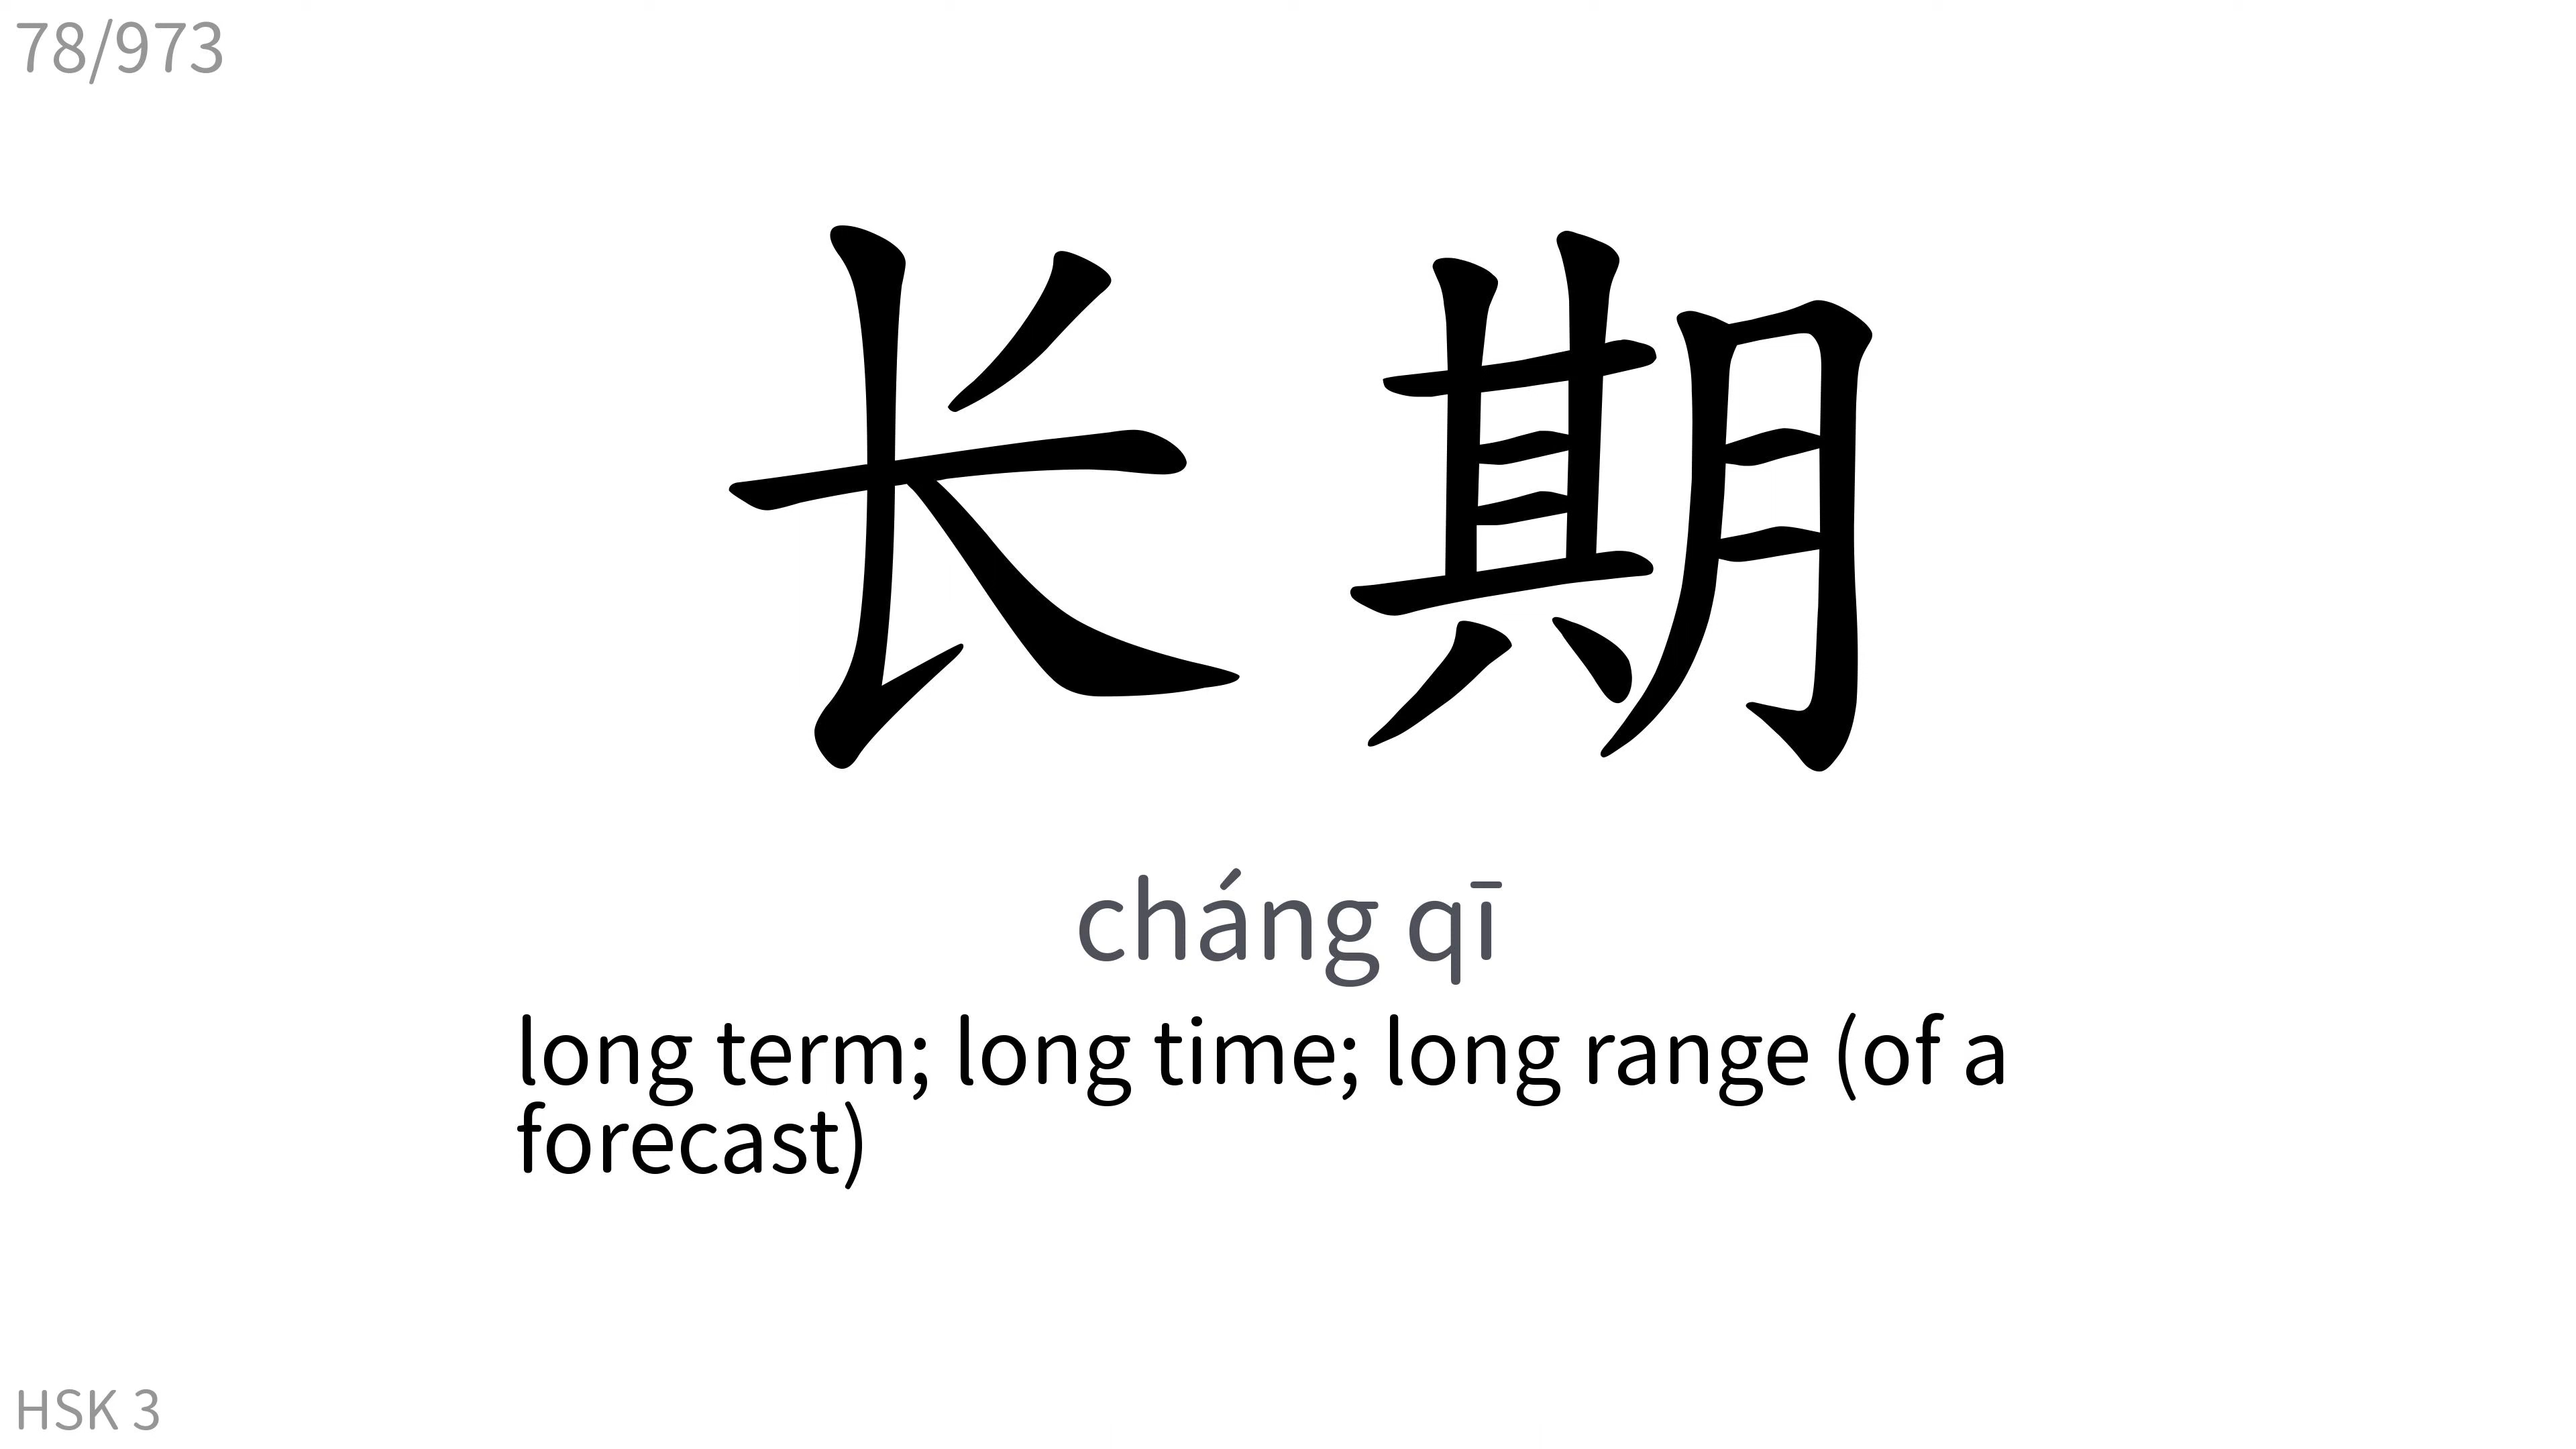 78/973
长期
cháng qī
long term; long time; long range (of a
forecast)
HSK 3